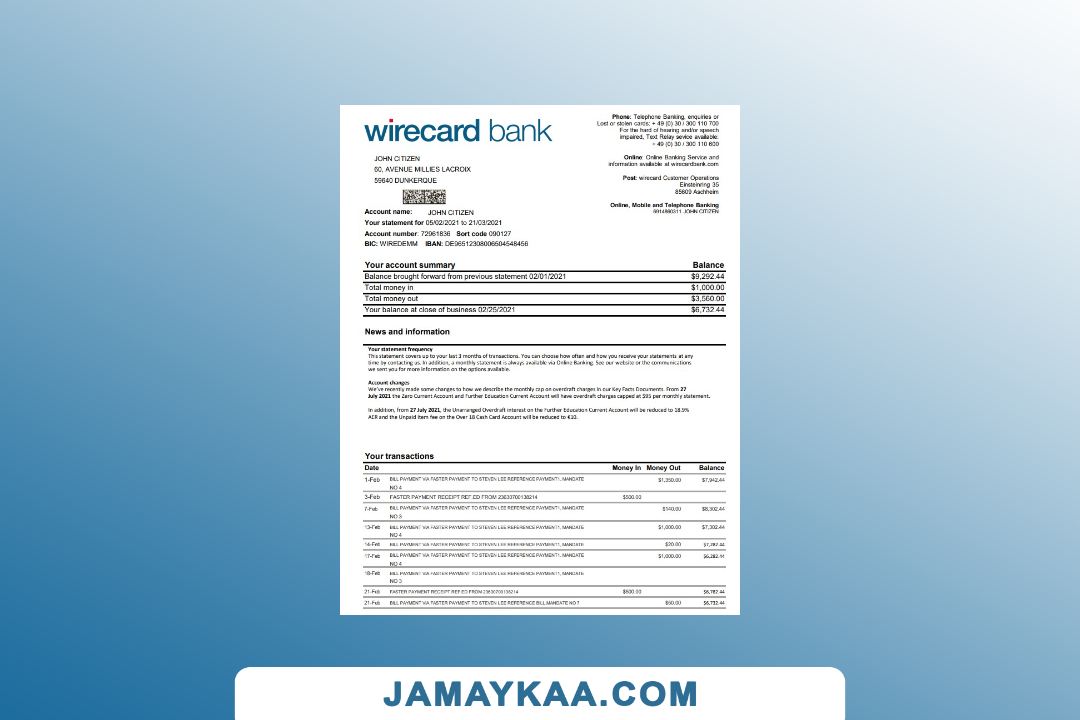 wirecard bank
Phone: Telephone Banking, enquiries or
Lost or stolen cards: + 49 (0) 30 / 300 110 700
For the hard of hearing and/or speech
impaired, Text Relay sevice available:
+ 49 (0) 30 / 300 110 600
Online: Online Banking Service and
information available at wirecardbank.com
Post: wirecard Customer Operations
Einsteinring 35
85609 Aschheim
Online, Mobile and Telephone Banking
6914860311 JOHN CITIZEN
JOHN CITIZEN
60, AVENUE MILLIES LACROIX
59640 DUNKERQUE
Account name: JOHN CITIZEN
Your statement for 05/02/2021 to 21/03/2021
Account number: 72961836 Sort code 090127
BIC: WIREDEMM IBAN: DE96512308006504548456
Your account summary Balance
Balance brought forward from previous statement 02/01/2021 $9,292.44
Total money in $1,000.00
Total money out $3,560.00
Your balance at close of business 02/25/2021 $6,732.44
News and information
Your statement frequency
This statement covers up to your last 3 months of transactions. You can choose how often and how you receive your statements at any
time by contacting us. In addition, a monthly statement is always available via Online Banking. See our website or the communications
we sent you for more information on the options available.
Account changes
We've recently made some changes to how we describe the monthly cap on overdraft charges in our Key Facts Documents. From 27
July 2021 the Zero Current Account and Further Education Current Account will have overdraft charges capped at $95 per monthly statement.
In addition, from 27 July 2021, the Unarranged Overdraft interest on the Further Education Current Account will be reduced to 18.9%
AER and the Unpaid Item fee on the Over 18 Cash Card Account will be reduced to €10.
Your transactions
Date Money In Money Out Balance
1-Feb BILL PAYMENT VIA FASTER PAYMENT TO STEVEN LEE REFERENCE PAYMENT1, MANDATE $1,350.00 $7,942.44
NO 4
3-Feb FASTER PAYMENT RECEIPT REF.ED FROM 23630700138214 $500.00
7-Feb BILL PAYMENT VIA FASTER PAYMENT TO STEVEN LEE REFERENCE PAYMENT1, MANDATE $140.00 $8,302.44
NO 3
13-Feb BILL PAYMENT VIA FASTER PAYMENT TO STEVEN LEE REFERENCE PAYMENT1, MANDATE $1,000.00 $7,302.44
NO 4
14-Feb BILL PAYMENT VIA FASTER PAYMENT TO STEVEN LEE REFERENCE PAYMENT1, MANDATE $20.00 $7,282.44
17-Feb BILL PAYMENT VIA FASTER PAYMENT TO STEVEN LEE REFERENCE PAYMENT1, MANDATE $1,000.00 $6,282.44
NO 4
18-Feb BILL PAYMENT VIA FASTER PAYMENT TO STEVEN LEE REFERENCE PAYMENT1, MANDATE
NO 3
21-Feb FASTER PAYMENT RECEIPT REF.ED FROM 23630700138214 $500.00 $6,782.44
21-Feb BILL PAYMENT VIA FASTER PAYMENT TO STEVEN LEE REFERENCE BILL,MANDATE NO 7 $50.00 $6,732.44
JAMAYKAA.COM